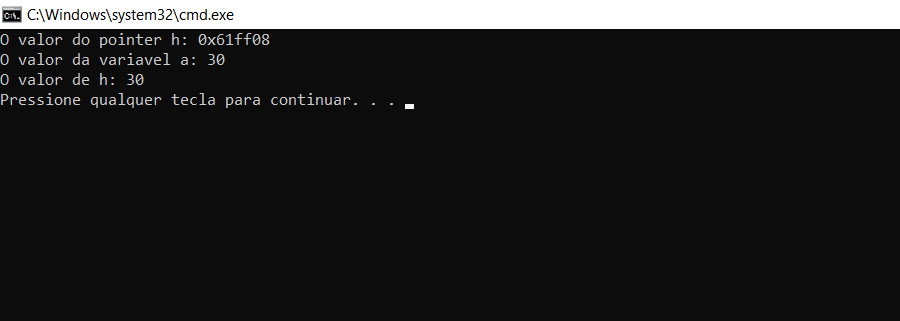 C:\Windows\system32\cmd.exe
O valor do pointer h: 0x61ff08
O valor da variavel a: 30
O valor de h: 30
Pressione qualquer tecla para continuar. . .